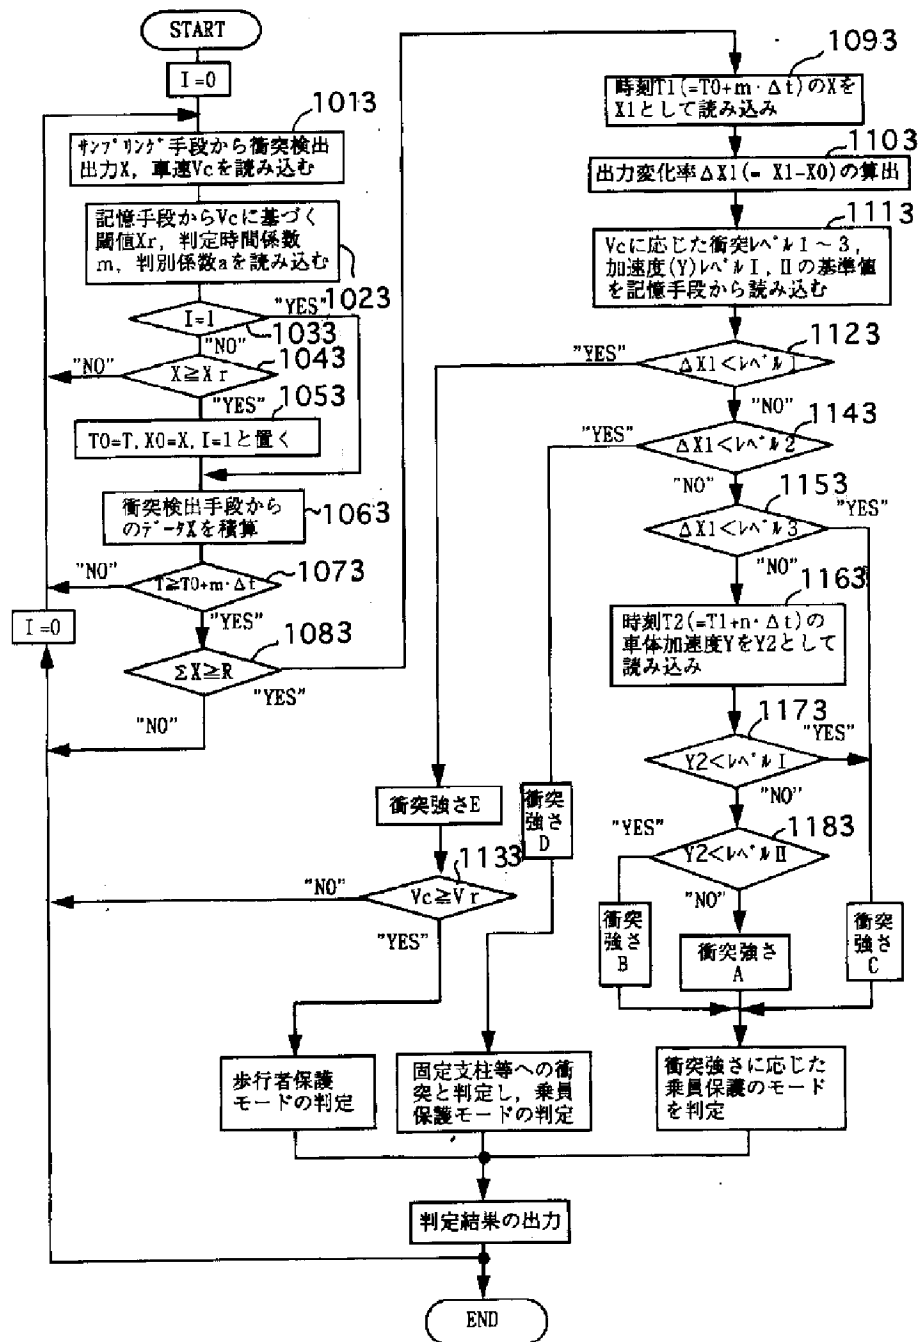 START
I=0
1013
ｻﾝﾌﾟﾘﾝｸﾞ手段から衝突検出
出力X，車速Vcを読み込む
記憶手段からVcに基づく
閾値Xr，判定時間係数
m，判別係数aを読み込む
1023
I=1
"YES"
1033
"NO"
1043
X≧Xr
"NO"
"YES"
1053
T0=T,X0=X,I=1と置く
衝突検出手段から
のﾃﾞｰﾀXを積算
1063
"NO"
T≧T0+m·Δt
1073
"YES"
I=0
1083
ΣX≧R
"YES"
"NO"
1093
時刻T1(=T0+m·Δt)のXを
X1として読み込み
1103
出力変化率ΔX1(= X1-X0)の算出
1113
Vcに応じた衝突ﾚﾍﾞﾙ1～3，
加速度(Y)ﾚﾍﾞﾙⅠ,Ⅱの基準値
を記憶手段から読み込む
1123
"YES"
ΔX1<ﾚﾍﾞﾙ1
"NO"
1143
"YES"
ΔX1<ﾚﾍﾞﾙ2
"NO"
1153
ΔX1<ﾚﾍﾞﾙ3
"YES"
"NO"
1163
時刻T2(=T1+n·Δt)の
車体加速度YをY2として
読み込み
1173
Y2<ﾚﾍﾞﾙⅠ
"YES"
"NO"
1183
"YES"
Y2<ﾚﾍﾞﾙⅡ
"NO"
衝突強さE
衝突
強さ
D
1133
"NO"
Vc≧Vr
"YES"
衝突
強さ
B
衝突強さ
A
衝突
強さ
C
歩行者保護
モードの判定
固定支柱等への衝
突と判定し，乗員
保護モードの判定
衝突強さに応じた
乗員保護のモード
を判定
判定結果の出力
END